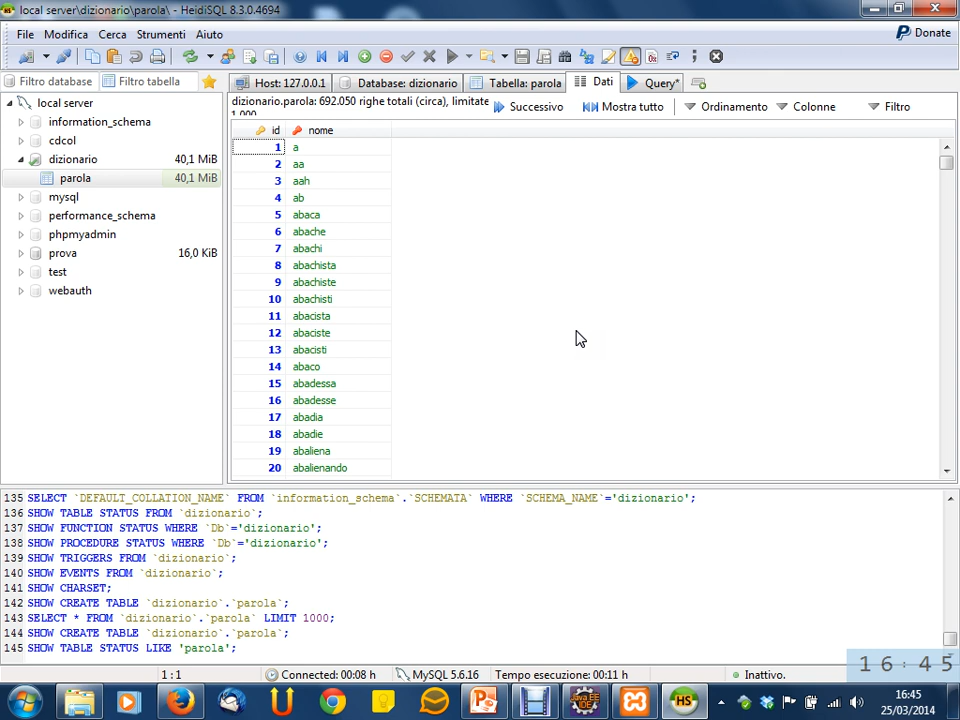 local server\dizionario\parola\ - HeidiSQL 8.3.0.4694
File Modifica Cerca Strumenti Aiuto
Donate
Filtro database Filtro tabella
Host: 127.0.0.1 Database: dizionario Tabella: parola Dati Query*
dizionario.parola: 692.050 righe totali (circa), limitate
1.000
Successivo Mostra tutto Ordinamento Colonne Filtro
local server
information_schema
cdcol
dizionario 40,1 MiB
parola 40,1 MiB
mysql
performance_schema
phpmyadmin
prova 16,0 KiB
test
webauth
id nome
1 a
2 aa
3 aah
4 ab
5 abaca
6 abache
7 abachi
8 abachista
9 abachiste
10 abachisti
11 abacista
12 abaciste
13 abacisti
14 abaco
15 abadessa
16 abadesse
17 abadia
18 abadie
19 abaliena
20 abalienando
135 SELECT `DEFAULT_COLLATION_NAME` FROM `information_schema`.`SCHEMATA` WHERE `SCHEMA_NAME`='dizionario';
136 SHOW TABLE STATUS FROM `dizionario`;
137 SHOW FUNCTION STATUS WHERE `Db`='dizionario';
138 SHOW PROCEDURE STATUS WHERE `Db`='dizionario';
139 SHOW TRIGGERS FROM `dizionario`;
140 SHOW EVENTS FROM `dizionario`;
141 SHOW CHARSET;
142 SHOW CREATE TABLE `dizionario`.`parola`;
143 SELECT * FROM `dizionario`.`parola` LIMIT 1000;
144 SHOW CREATE TABLE `dizionario`.`parola`;
145 SHOW TABLE STATUS LIKE 'parola';
16:45
1 : 1 Connected: 00:08 h MySQL 5.6.16 Tempo esecuzione: 00:11 h Inattivo.
16:45
25/03/2014